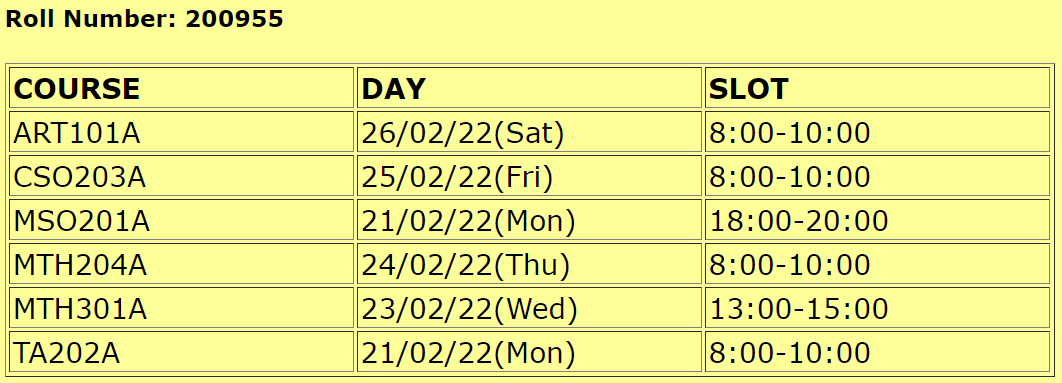 Roll Number: 200955
COURSE DAY SLOT
ART101A 26/02/22(Sat) 8:00-10:00
CSO203A 25/02/22(Fri) 8:00-10:00
MSO201A 21/02/22(Mon) 18:00-20:00
MTH204A 24/02/22(Thu) 8:00-10:00
MTH301A 23/02/22(Wed) 13:00-15:00
TA202A 21/02/22(Mon) 8:00-10:00